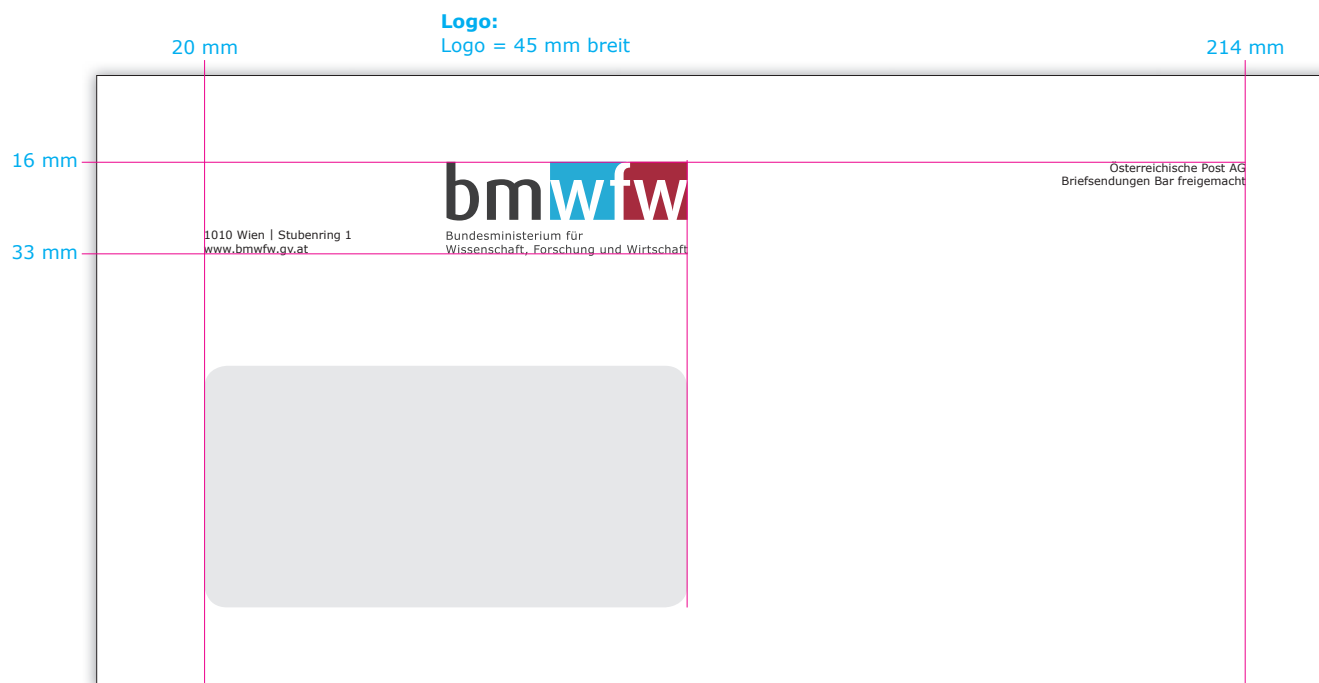 Logo:
Logo = 45 mm breit
20 mm
214 mm
16 mm
bmwfw
Österreichische Post AG
Briefsendungen Bar freigemacht
1010 Wien | Stubenring 1
www.bmwfw.gv.at
Bundesministerium für
Wissenschaft, Forschung und Wirtschaft
33 mm